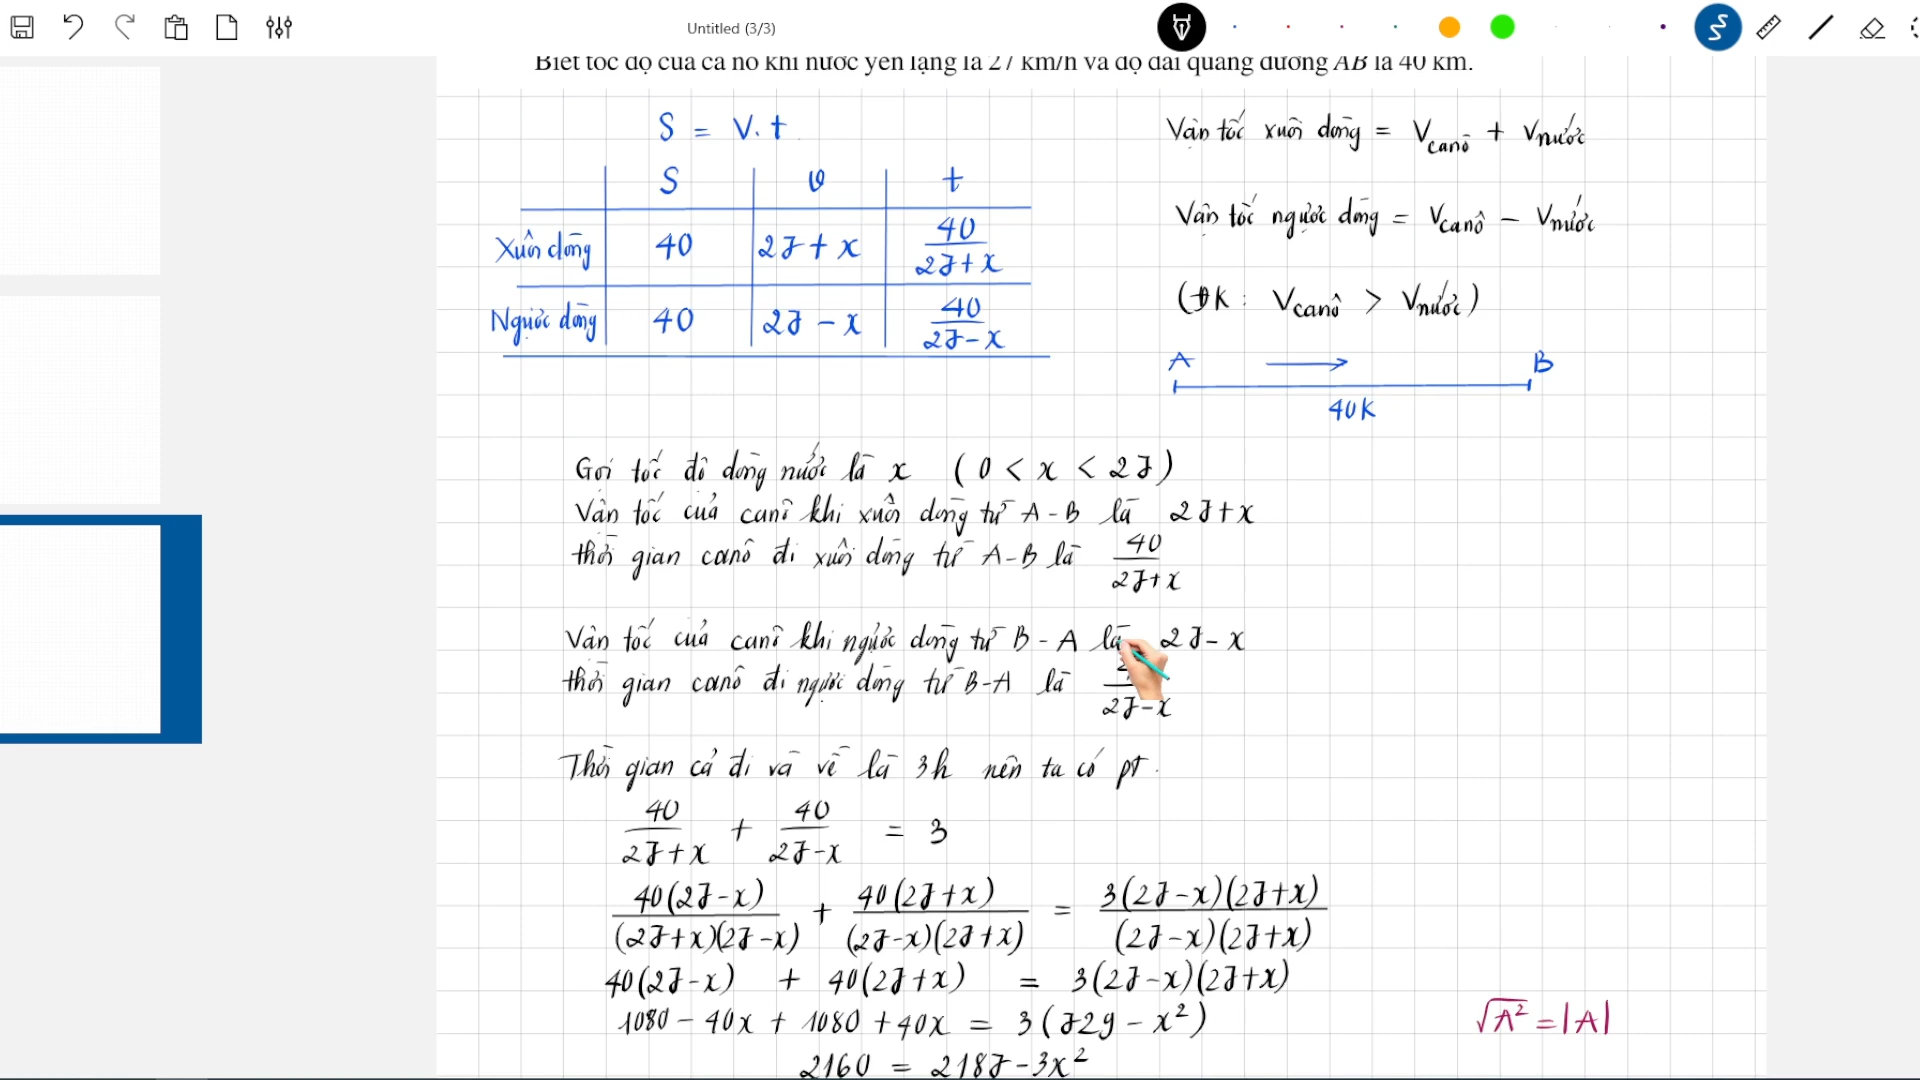 Untitled (3/3)
Biết tốc độ của ca nô khi nước yên lặng là 27 km/h và độ dài quãng đường AB là 40 km.
S = V.t
S v t
Xuôi dòng 40 27+x 40/(27+x)
Ngược dòng 40 27-x 40/(27-x)
Vận tốc xuôi dòng = Vcanô + Vnước
Vận tốc ngược dòng = Vcanô - Vnước
(ĐK: Vcanô > Vnước)
A B
40K
Gọi tốc độ dòng nước là x (0 < x < 27)
Vận tốc của canô khi xuôi dòng từ A-B là 27+x
thời gian canô đi xuôi dòng từ A-B là 40/(27+x)
Vận tốc của canô khi ngược dòng từ B-A là 27-x
thời gian canô đi ngược dòng từ B-A là /(27-x)
Thời gian cả đi và về là 3h nên ta có pt.
40/(27+x) + 40/(27-x) = 3
40(27-x)/((27+x)(27-x)) + 40(27+x)/((27-x)(27+x)) = 3(27-x)(27+x)/((27-x)(27+x))
40(27-x) + 40(27+x) = 3(27-x)(27+x)
1080 - 40x + 1080 + 40x = 3(729 - x²)
2160 = 2187 - 3x²
√A² = |A|